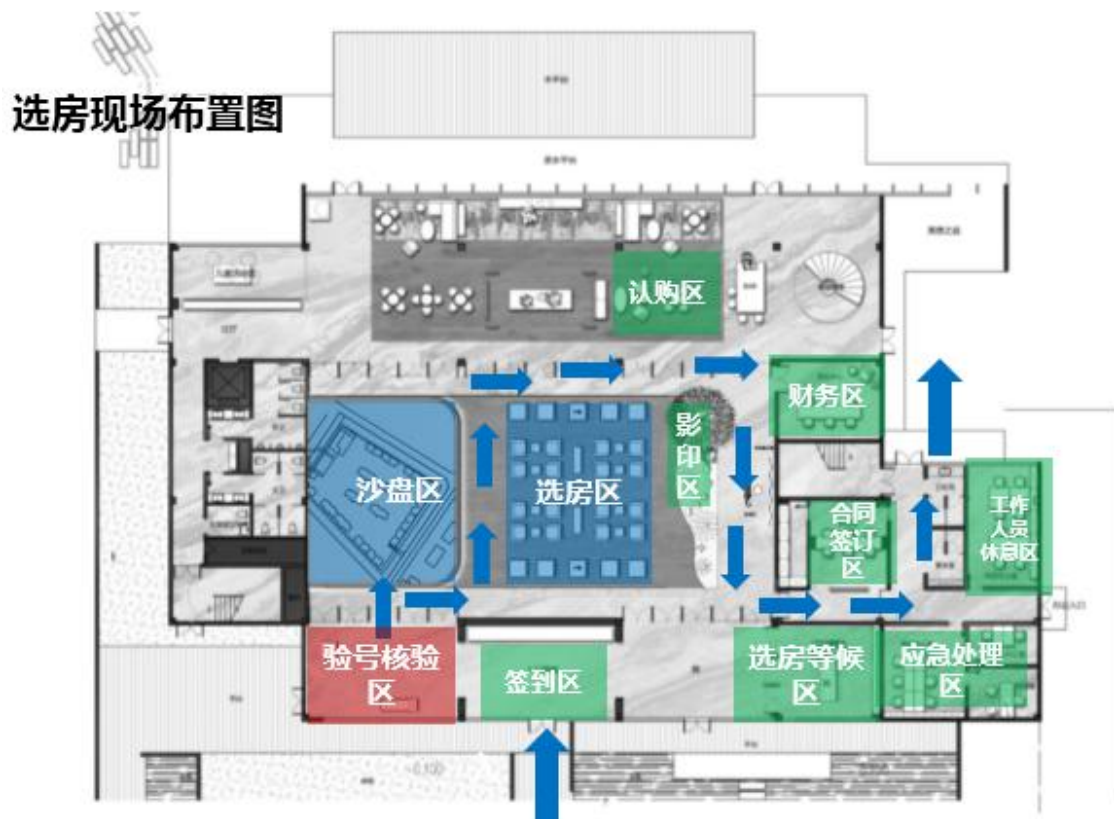 选房现场布置图
认购区
财务区
影
印
区
沙盘区
选房区
合同
签订
区
工作
人员
休息区
验号核验
区
签到区
选房等候
区
应急处理
区